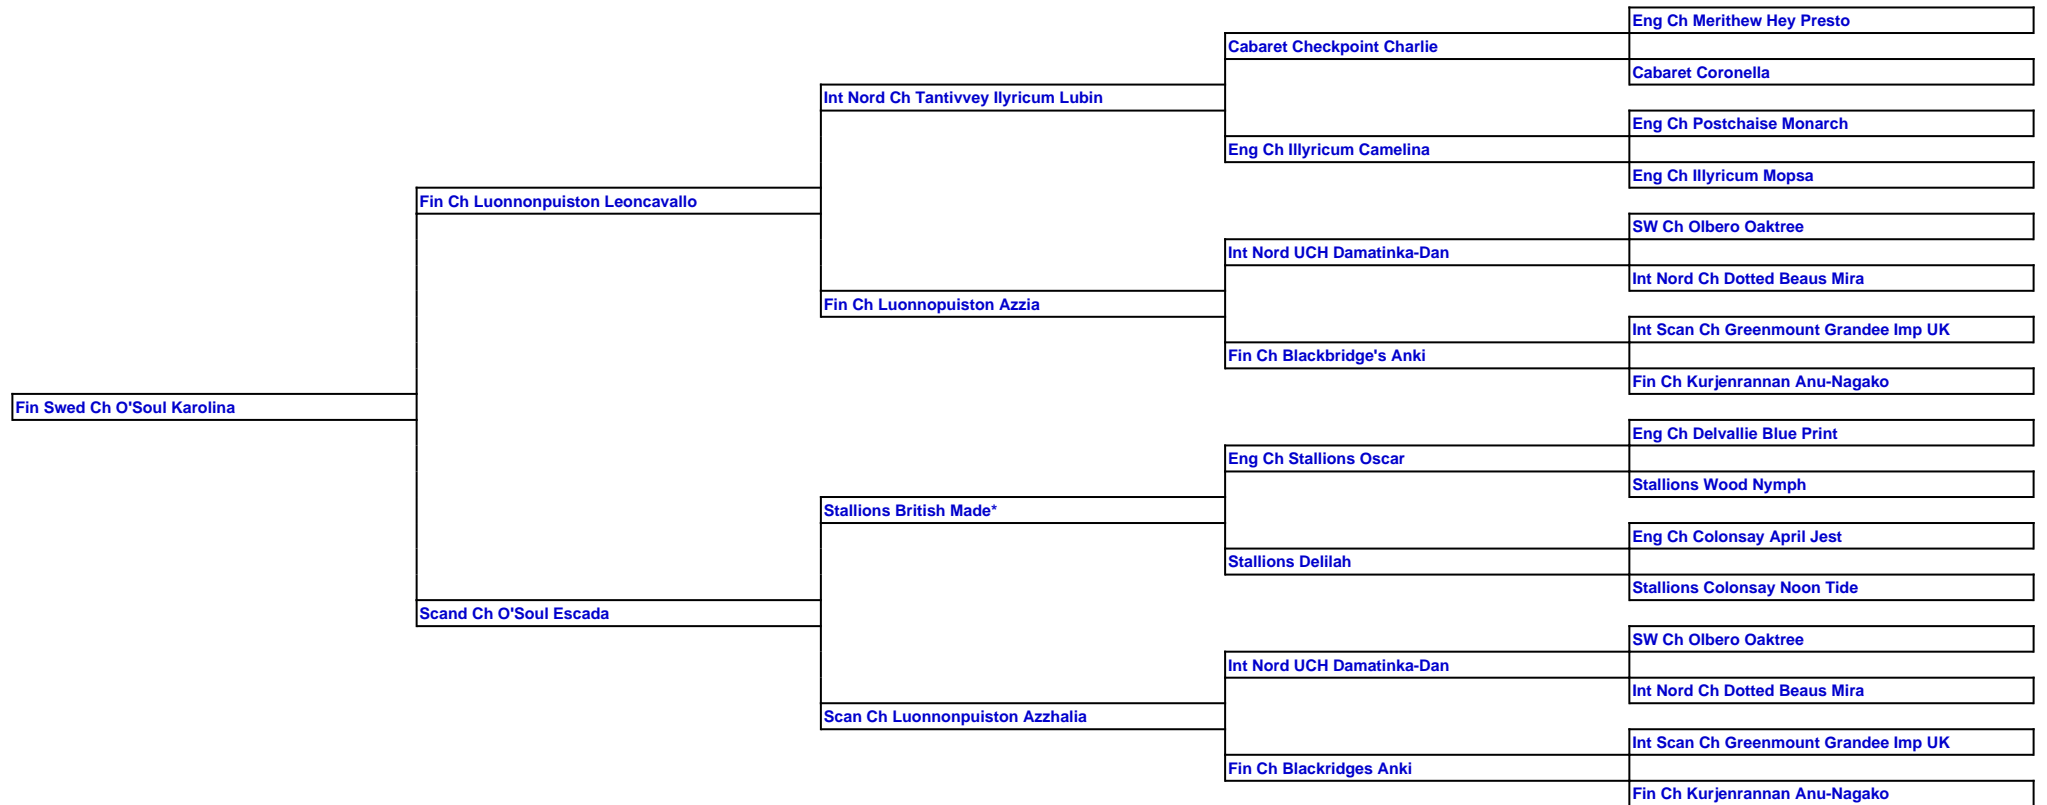 Eng Ch Merithew Hey Presto
Cabaret Checkpoint Charlie
Cabaret Coronella
Int Nord Ch Tantivvey Ilyricum Lubin
Eng Ch Postchaise Monarch
Eng Ch Illyricum Camelina
Eng Ch Illyricum Mopsa
Fin Ch Luonnonpuiston Leoncavallo
SW Ch Olbero Oaktree
Int Nord UCH Damatinka-Dan
Int Nord Ch Dotted Beaus Mira
Fin Ch Luonnopuiston Azzia
Int Scan Ch Greenmount Grandee Imp UK
Fin Ch Blackbridge's Anki
Fin Ch Kurjenrannan Anu-Nagako
Fin Swed Ch O'Soul Karolina
Eng Ch Delvallie Blue Print
Eng Ch Stallions Oscar
Stallions Wood Nymph
Stallions British Made*
Eng Ch Colonsay April Jest
Stallions Delilah
Stallions Colonsay Noon Tide
Scand Ch O'Soul Escada
SW Ch Olbero Oaktree
Int Nord UCH Damatinka-Dan
Int Nord Ch Dotted Beaus Mira
Scan Ch Luonnonpuiston Azzhalia
Int Scan Ch Greenmount Grandee Imp UK
Fin Ch Blackridges Anki
Fin Ch Kurjenrannan Anu-Nagako